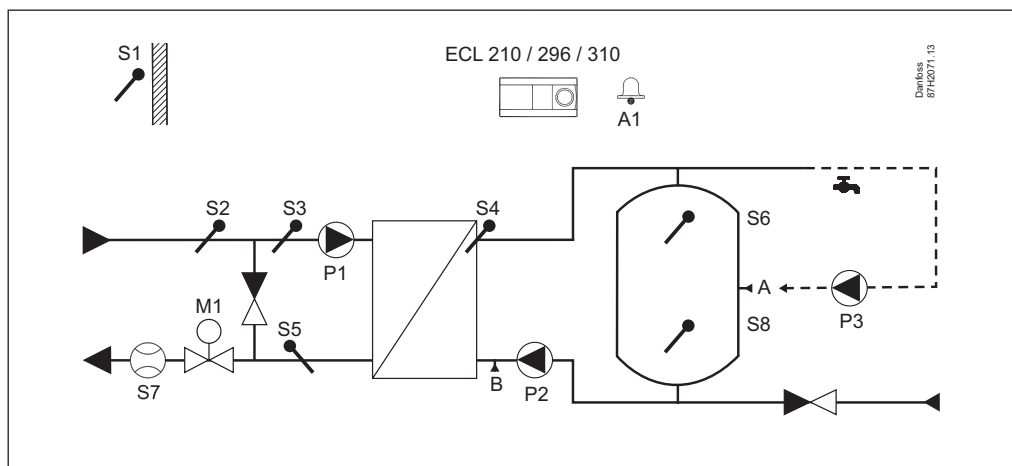 S1
ECL 210 / 296 / 310
A1
Danfoss
87H2071.13
S2
S3
S4
P1
S6
A
P3
S8
M1
S5
S7
B
P2